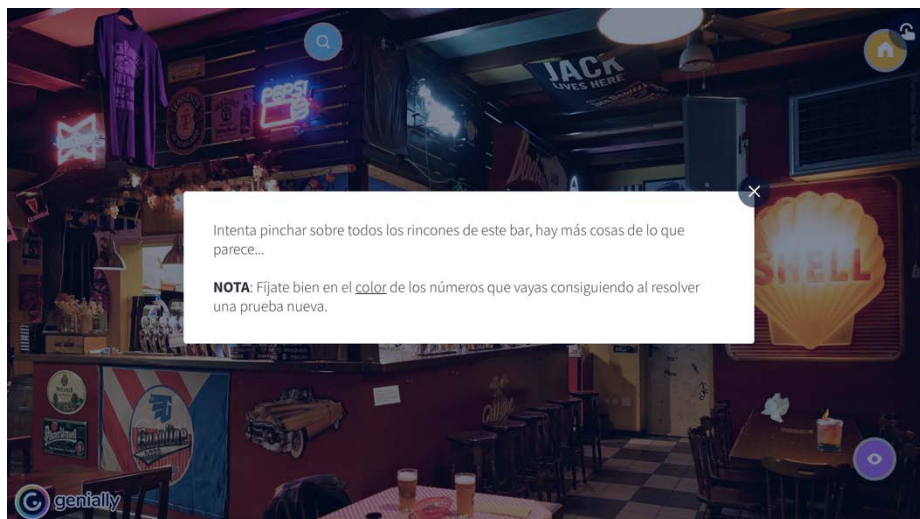 JACK
LIVES HERE
PEPSI
SHELL
Intenta pinchar sobre todos los rincones de este bar, hay más cosas de lo que
parece...
NOTA: Fíjate bien en el color de los números que vayas consiguiendo al resolver
una prueba nueva.
genially